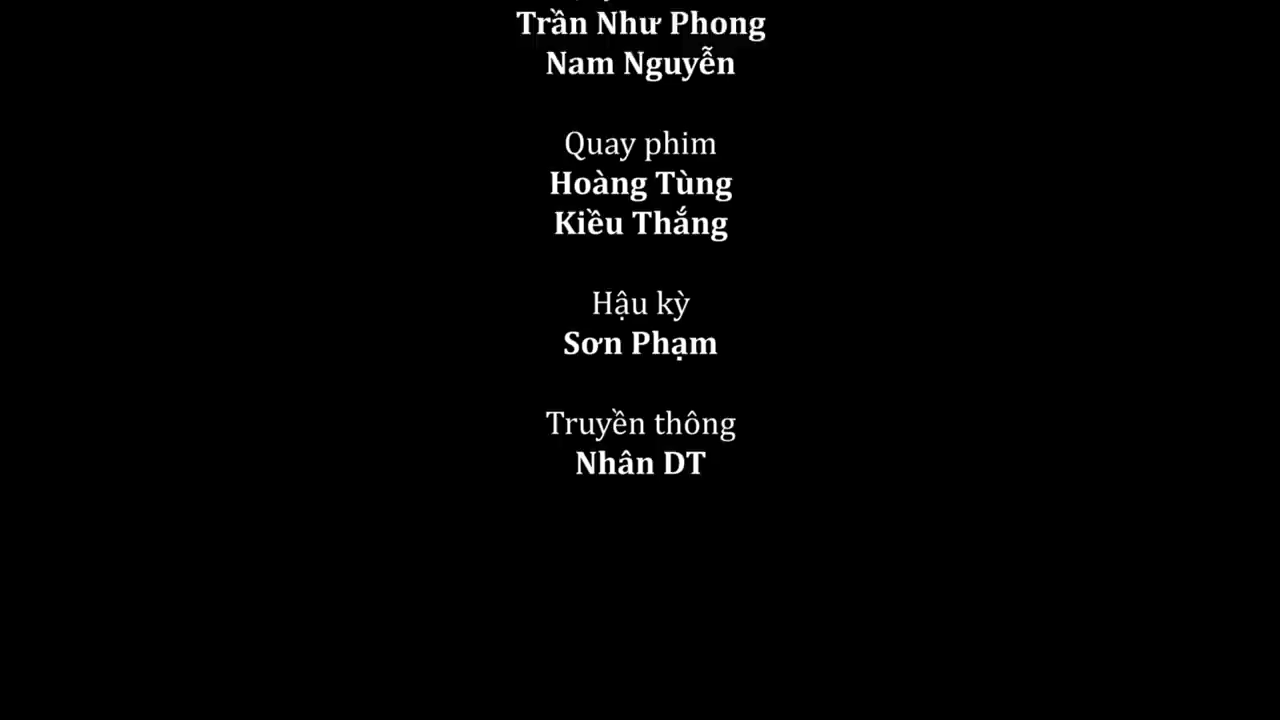 Trần Như Phong
Nam Nguyễn
Quay phim
Hoàng Tùng
Kiều Thắng
Hậu kỳ
Sơn Phạm
Truyền thông
Nhân DT